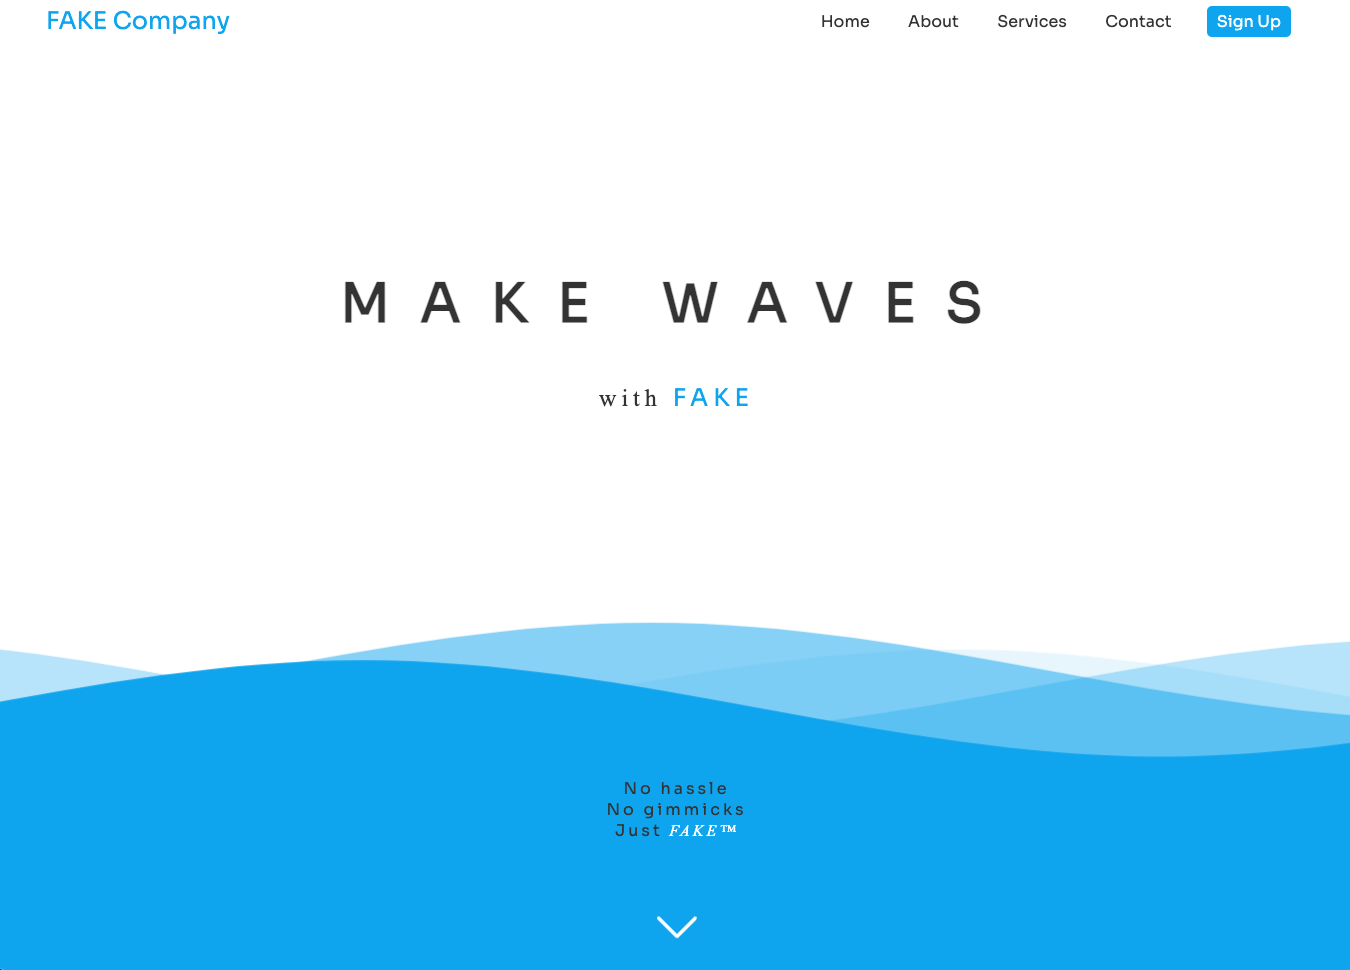 FAKE Company
Home About Services Contact Sign Up
MAKE WAVES
with FAKE
No hassle
No gimmicks
Just FAKE™